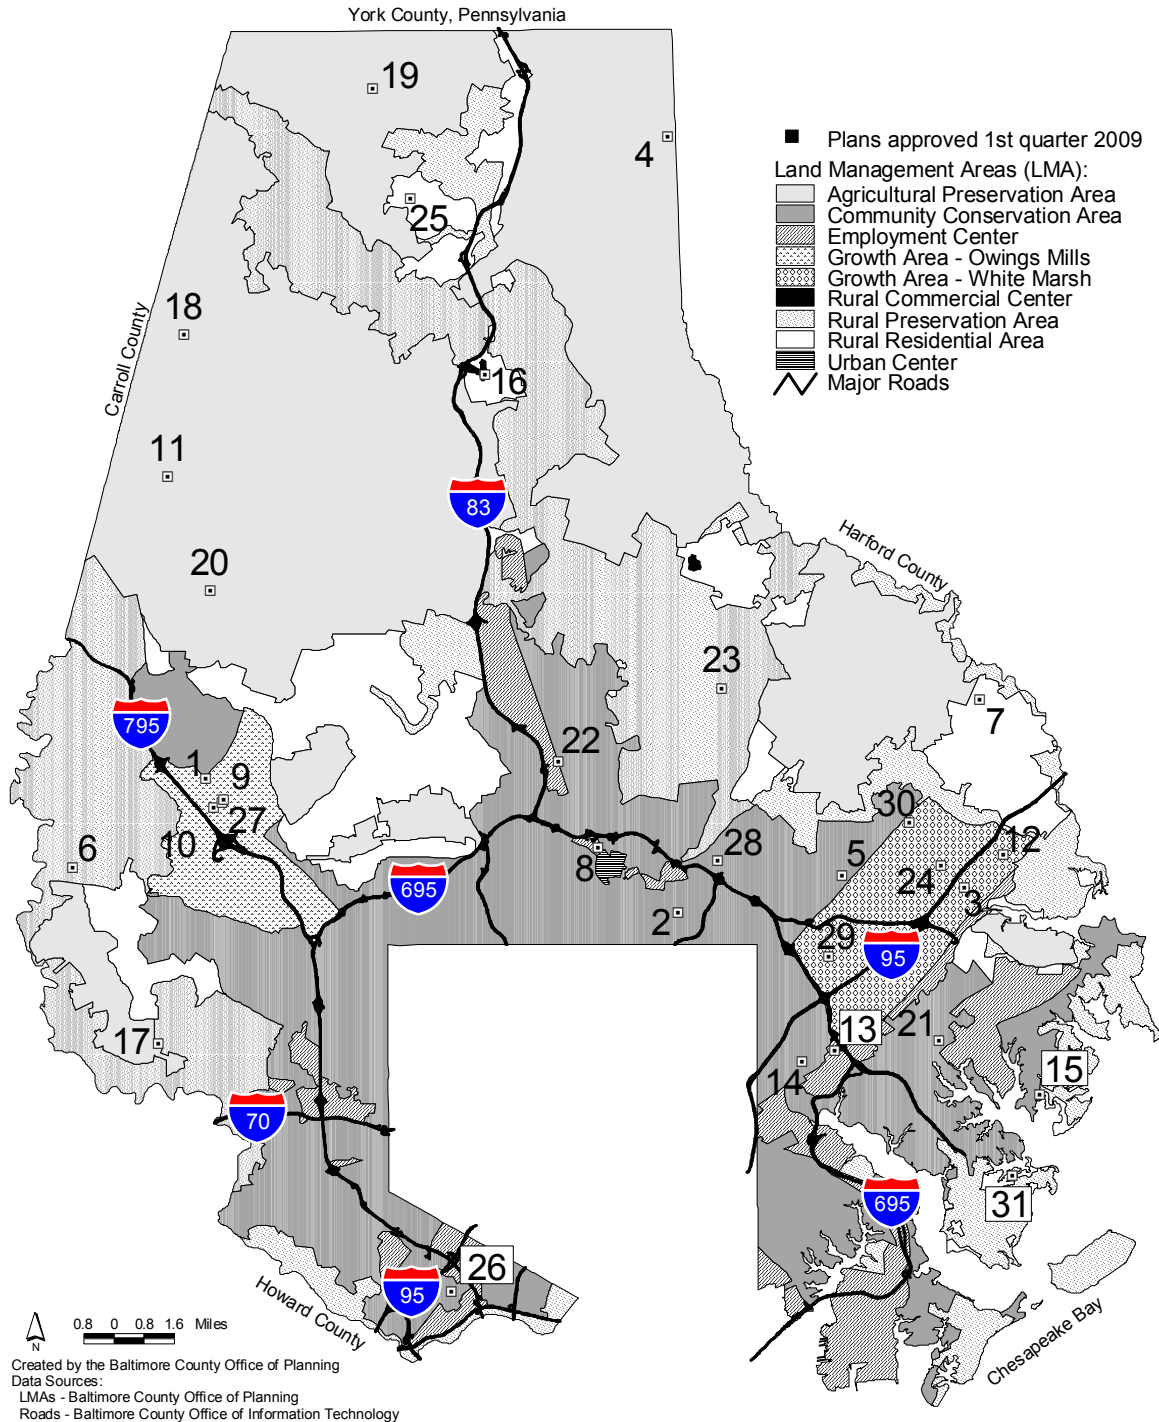 York County, Pennsylvania
19
4
Plans approved 1st quarter 2009
Land Management Areas (LMA):
Agricultural Preservation Area
Community Conservation Area
Employment Center
Growth Area - Owings Mills
Growth Area - White Marsh
Rural Commercial Center
Rural Preservation Area
Rural Residential Area
Urban Center
Major Roads
25
18
Carroll County
16
11
83
Harford County
20
23
7
795
22
1
9
30
10
27
12
28
5
6
8
24
695
3
2
29
95
13
21
17
15
14
70
695
31
26
95
Howard County
Chesapeake Bay
0.8 0 0.8 1.6 Miles
N
Created by the Baltimore County Office of Planning
Data Sources:
LMAs - Baltimore County Office of Planning
Roads - Baltimore County Office of Information Technology